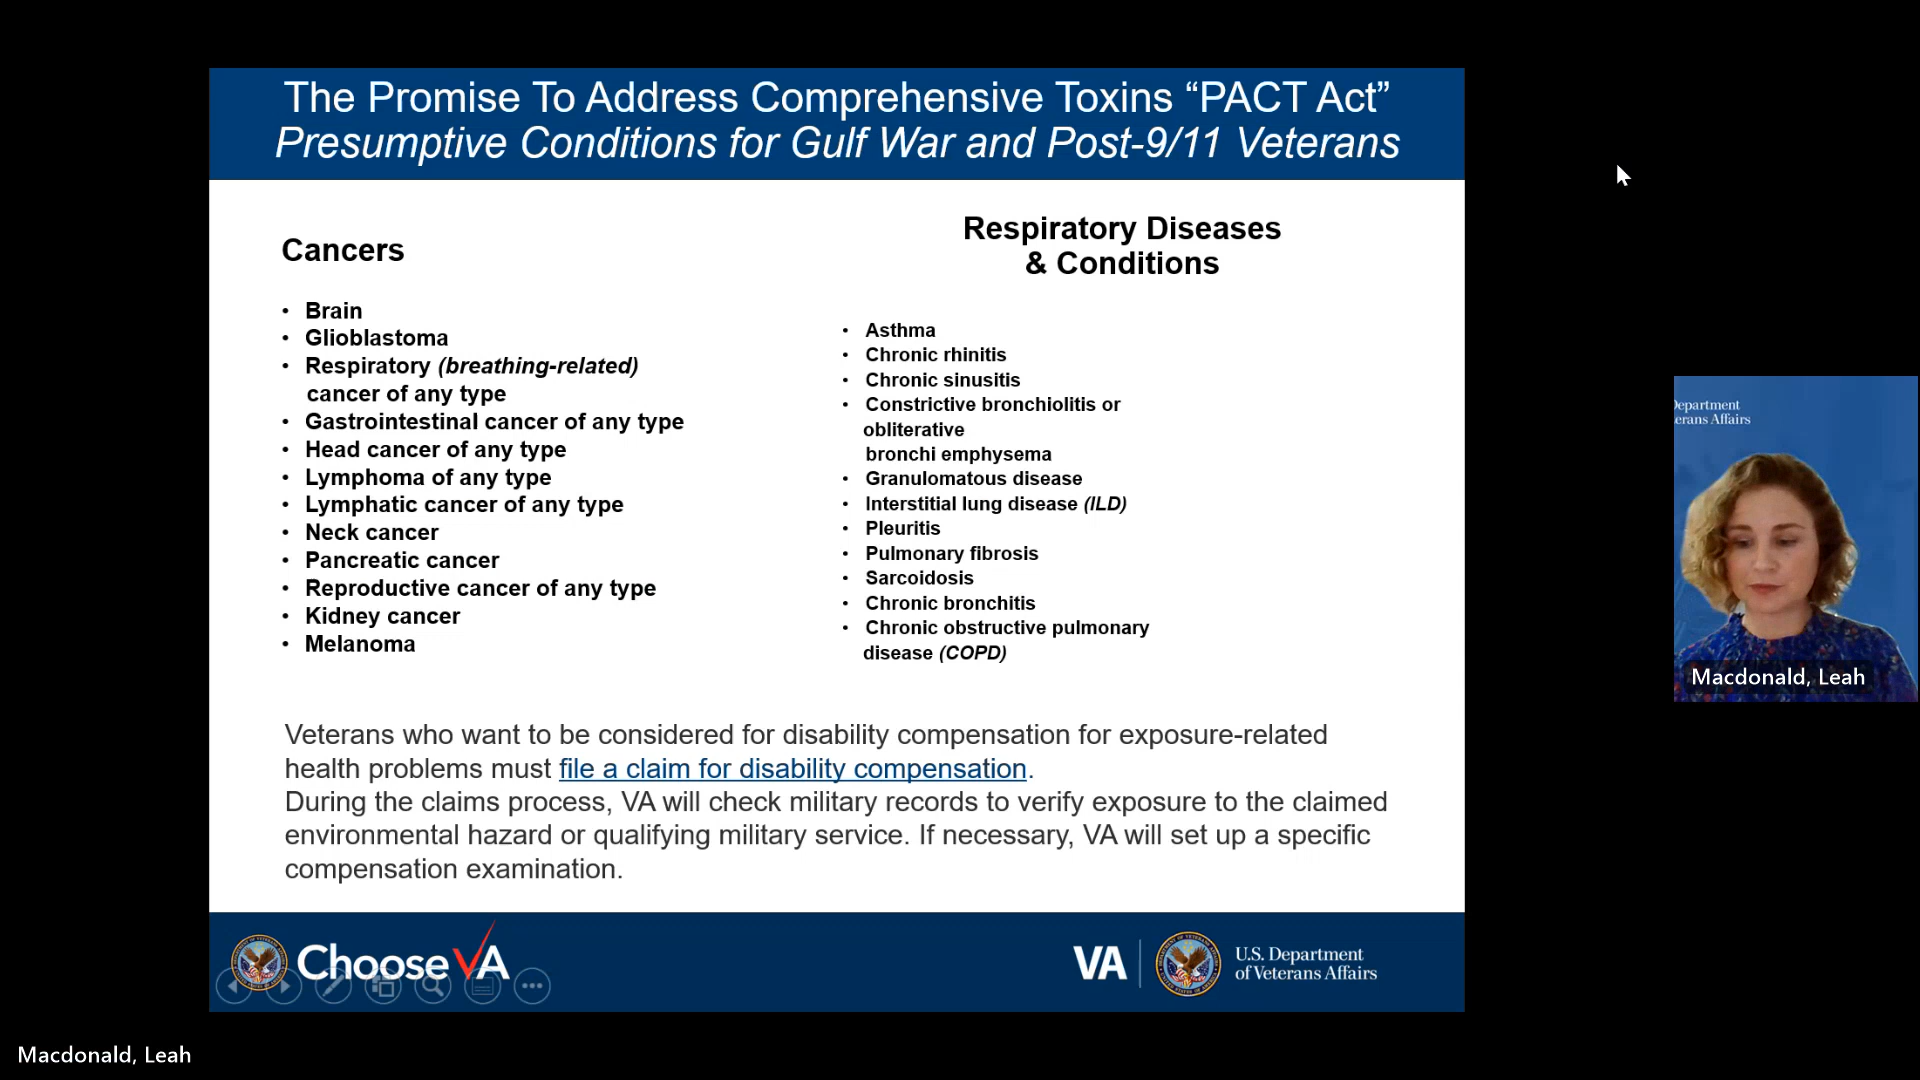 The Promise To Address Comprehensive Toxins “PACT Act”
Presumptive Conditions for Gulf War and Post-9/11 Veterans
Cancers
• Brain
• Glioblastoma
• Respiratory (breathing-related)
cancer of any type
• Gastrointestinal cancer of any type
• Head cancer of any type
• Lymphoma of any type
• Lymphatic cancer of any type
• Neck cancer
• Pancreatic cancer
• Reproductive cancer of any type
• Kidney cancer
• Melanoma
Respiratory Diseases
& Conditions
• Asthma
• Chronic rhinitis
• Chronic sinusitis
• Constrictive bronchiolitis or
obliterative
bronchi emphysema
• Granulomatous disease
• Interstitial lung disease (ILD)
• Pleuritis
• Pulmonary fibrosis
• Sarcoidosis
• Chronic bronchitis
• Chronic obstructive pulmonary
disease (COPD)
Veterans who want to be considered for disability compensation for exposure-related
health problems must file a claim for disability compensation.
During the claims process, VA will check military records to verify exposure to the claimed
environmental hazard or qualifying military service. If necessary, VA will set up a specific
compensation examination.
Choose VA
VA
U.S. Department
of Veterans Affairs
epartment
erans Affairs
Macdonald, Leah
Macdonald, Leah